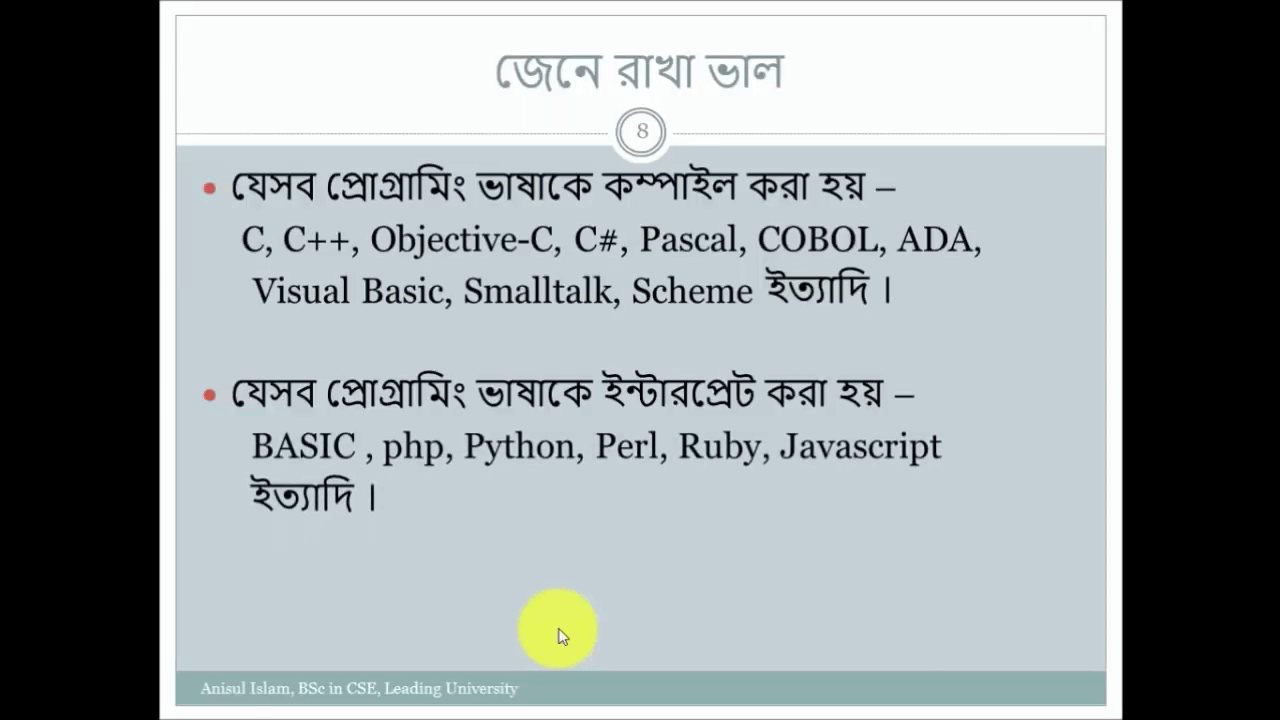 জেনে রাখা ভাল
8
• যেসব প্রোগ্রামিং ভাষাকে কম্পাইল করা হয় –
C, C++, Objective-C, C#, Pascal, COBOL, ADA,
Visual Basic, Smalltalk, Scheme ইত্যাদি ।
• যেসব প্রোগ্রামিং ভাষাকে ইন্টারপ্রেট করা হয় –
BASIC , php, Python, Perl, Ruby, Javascript
ইত্যাদি ।
Anisul Islam, BSc in CSE, Leading University